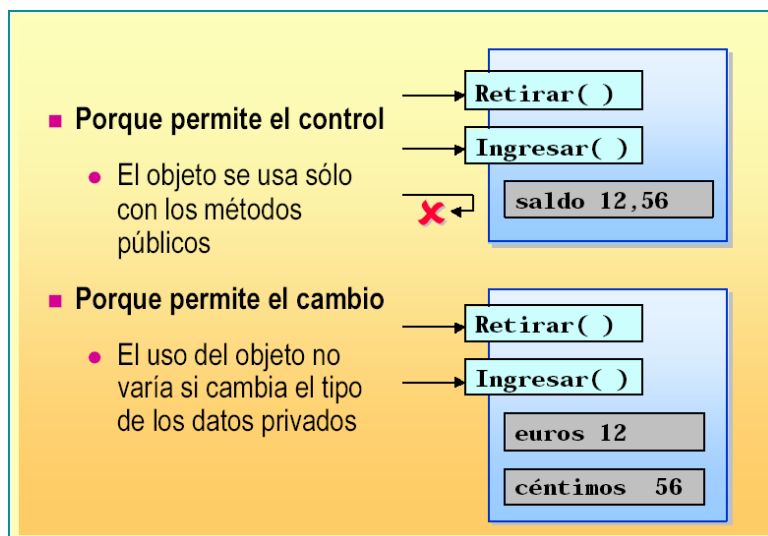 Porque permite el control
El objeto se usa sólo
con los métodos
públicos
Retirar( )
Ingresar( )
saldo 12,56
Porque permite el cambio
El uso del objeto no
varía si cambia el tipo
de los datos privados
Retirar( )
Ingresar( )
euros 12
céntimos  56